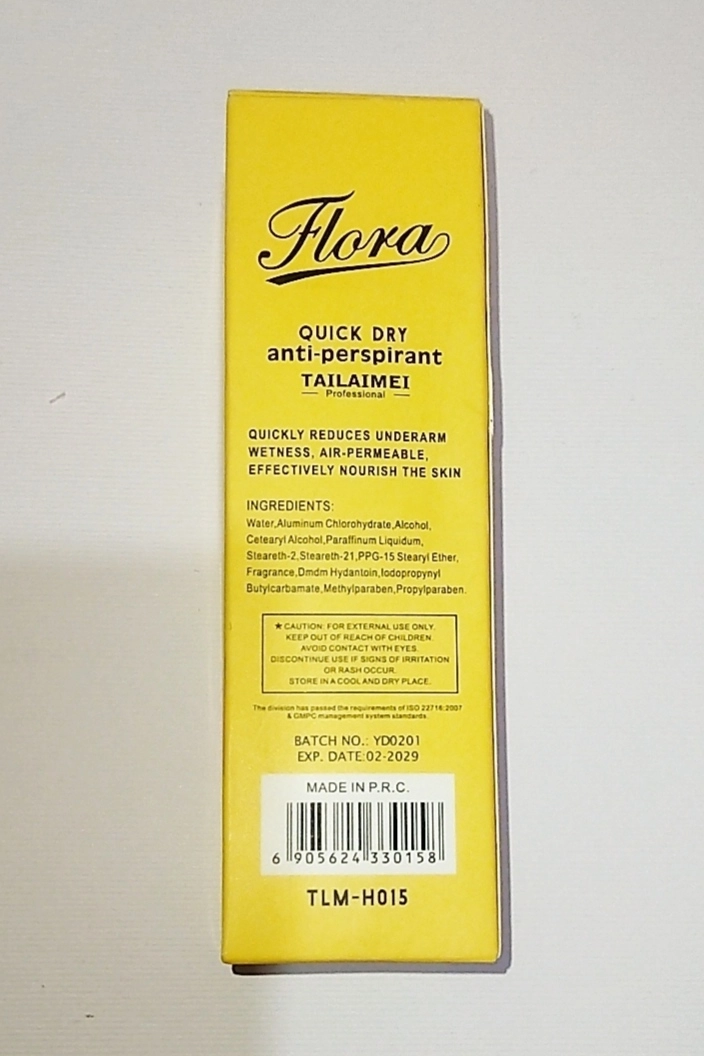 Flora
QUICK DRY
anti-perspirant
TAILAIMEI
Professional
QUICKLY REDUCES UNDERARM
WETNESS, AIR-PERMEABLE,
EFFECTIVELY NOURISH THE SKIN
INGREDIENTS:
Water,Aluminum Chlorohydrate,Alcohol,
Cetearyl Alcohol,Paraffinum Liquidum,
Steareth-2,Steareth-21,PPG-15 Stearyl Ether,
Fragrance,Dmdm Hydantoin,Iodopropynyl
Butylcarbamate,Methylparaben,Propylparaben.
★CAUTION: FOR EXTERNAL USE ONLY.
KEEP OUT OF REACH OF CHILDREN.
AVOID CONTACT WITH EYES.
DISCONTINUE USE IF SIGNS OF IRRITATION
OR RASH OCCUR.
STORE IN A COOL AND DRY PLACE.
The division has passed the requirements of ISO 22716:2007
& GMPC management system standards.
BATCH NO.: YD0201
EXP. DATE:02-2029
MADE IN P.R.C.
6 905624 330158
TLM-H015